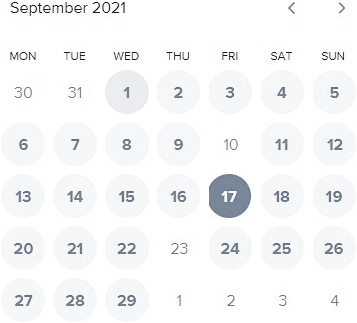 September 2021
MON TUE WED THU FRI SAT SUN
30 31 1 2 3 4 5
6 7 8 9 10 11 12
13 14 15 16 17 18 19
20 21 22 23 24 25 26
27 28 29 1 2 3 4